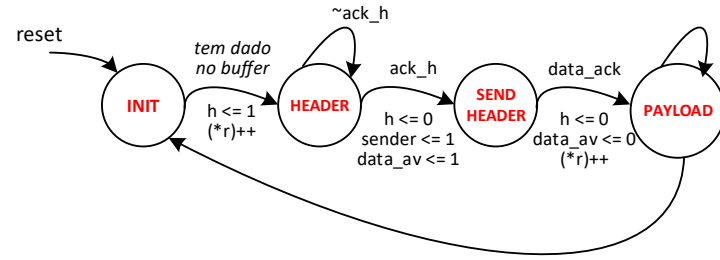 reset
INIT
tem dado
no buffer
h <= 1
(*r)++
~ack_h
HEADER
ack_h
h <= 0
sender <= 1
data_av <= 1
SEND
HEADER
data_ack
h <= 0
data_av <= 0
(*r)++
PAYLOAD